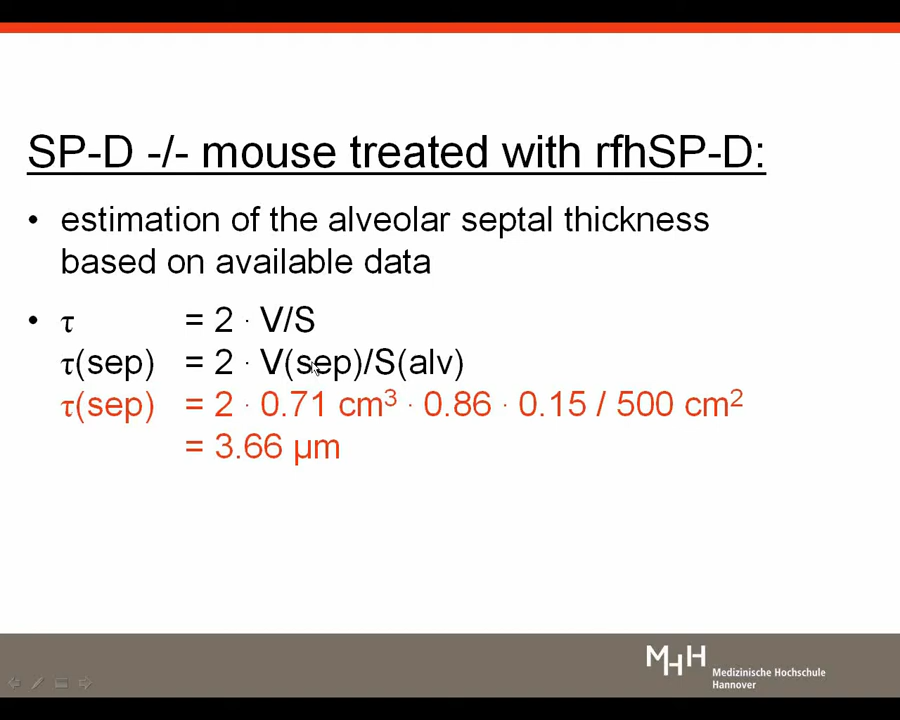 SP-D -/- mouse treated with rfhSP-D:
• estimation of the alveolar septal thickness
based on available data
• τ = 2 · V/S
τ(sep) = 2 · V(sep)/S(alv)
τ(sep) = 2 · 0.71 cm³ · 0.86 · 0.15 / 500 cm²
= 3.66 µm
MHH
Medizinische Hochschule
Hannover